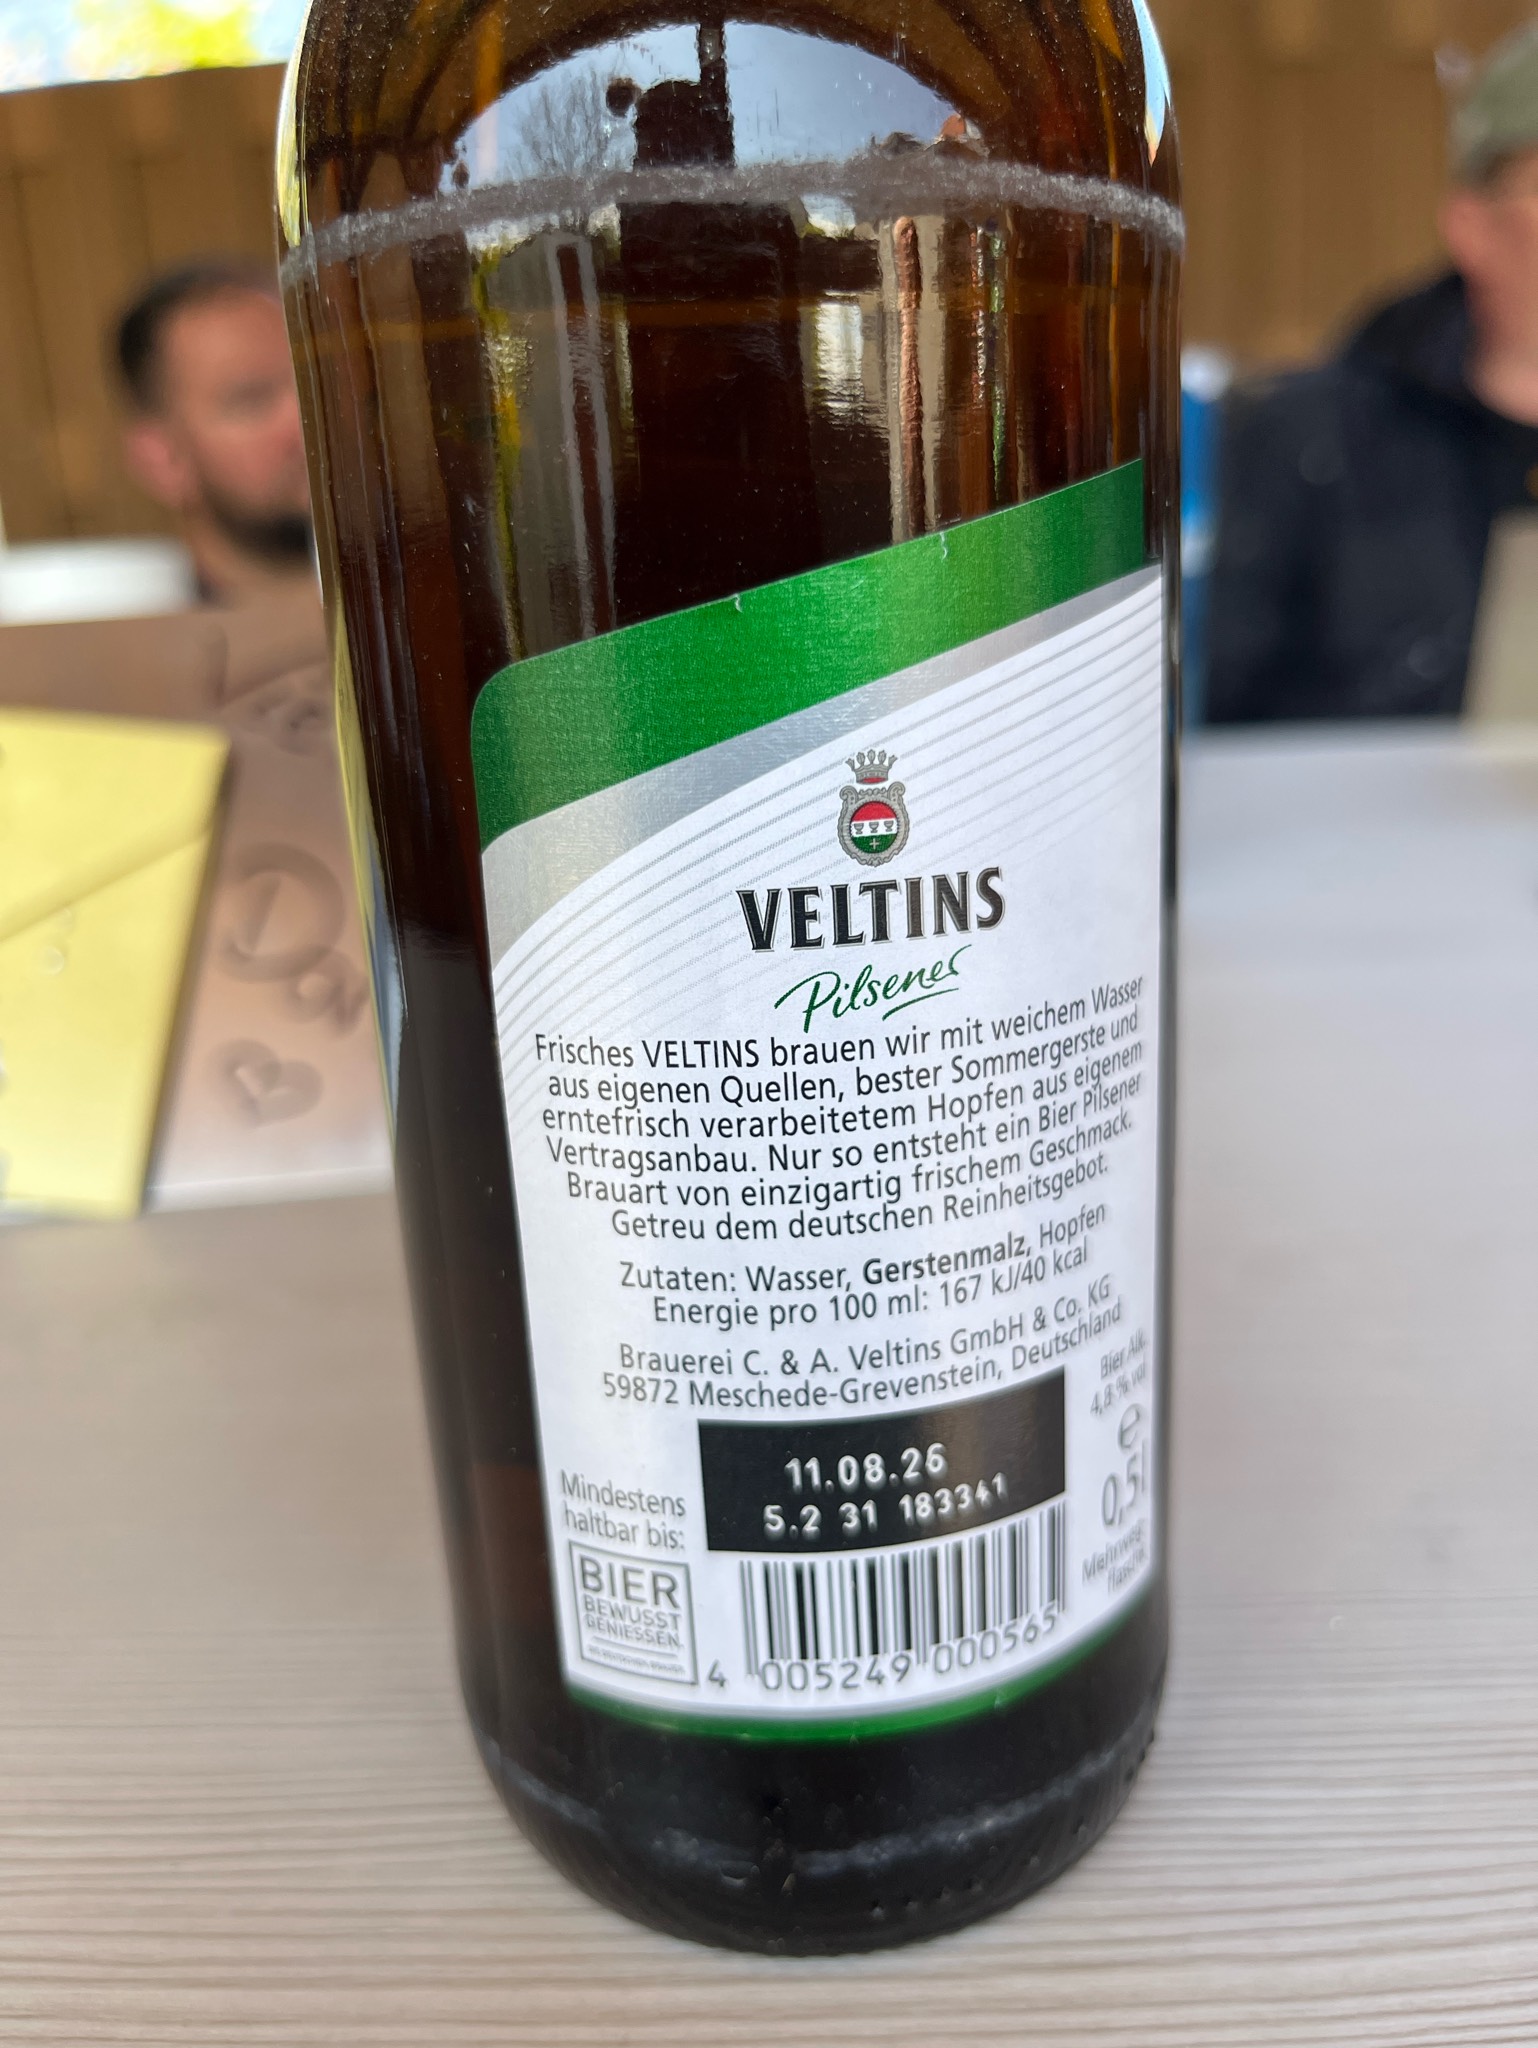 VELTINS
Pilsener
Frisches VELTINS brauen wir mit weichem Wasser
aus eigenen Quellen, bester Sommergerste und
erntefrisch verarbeitetem Hopfen aus eigenem
Vertragsanbau. Nur so entsteht ein Bier Pilsener
Brauart von einzigartig frischem Geschmack.
Getreu dem deutschen Reinheitsgebot.
Zutaten: Wasser, Gerstenmalz, Hopfen
Energie pro 100 ml: 167 kJ/40 kcal
Brauerei C. & A. Veltins GmbH & Co. KG
59872 Meschede-Grevenstein, Deutschland
Bier Alk.
4,8 % vol
e
0,5l
Mehrweg-
flasche
11.08.26
5.2 31 183341
Mindestens
haltbar bis:
BIER
BEWUSST
GENIESSEN
4 005249 000565